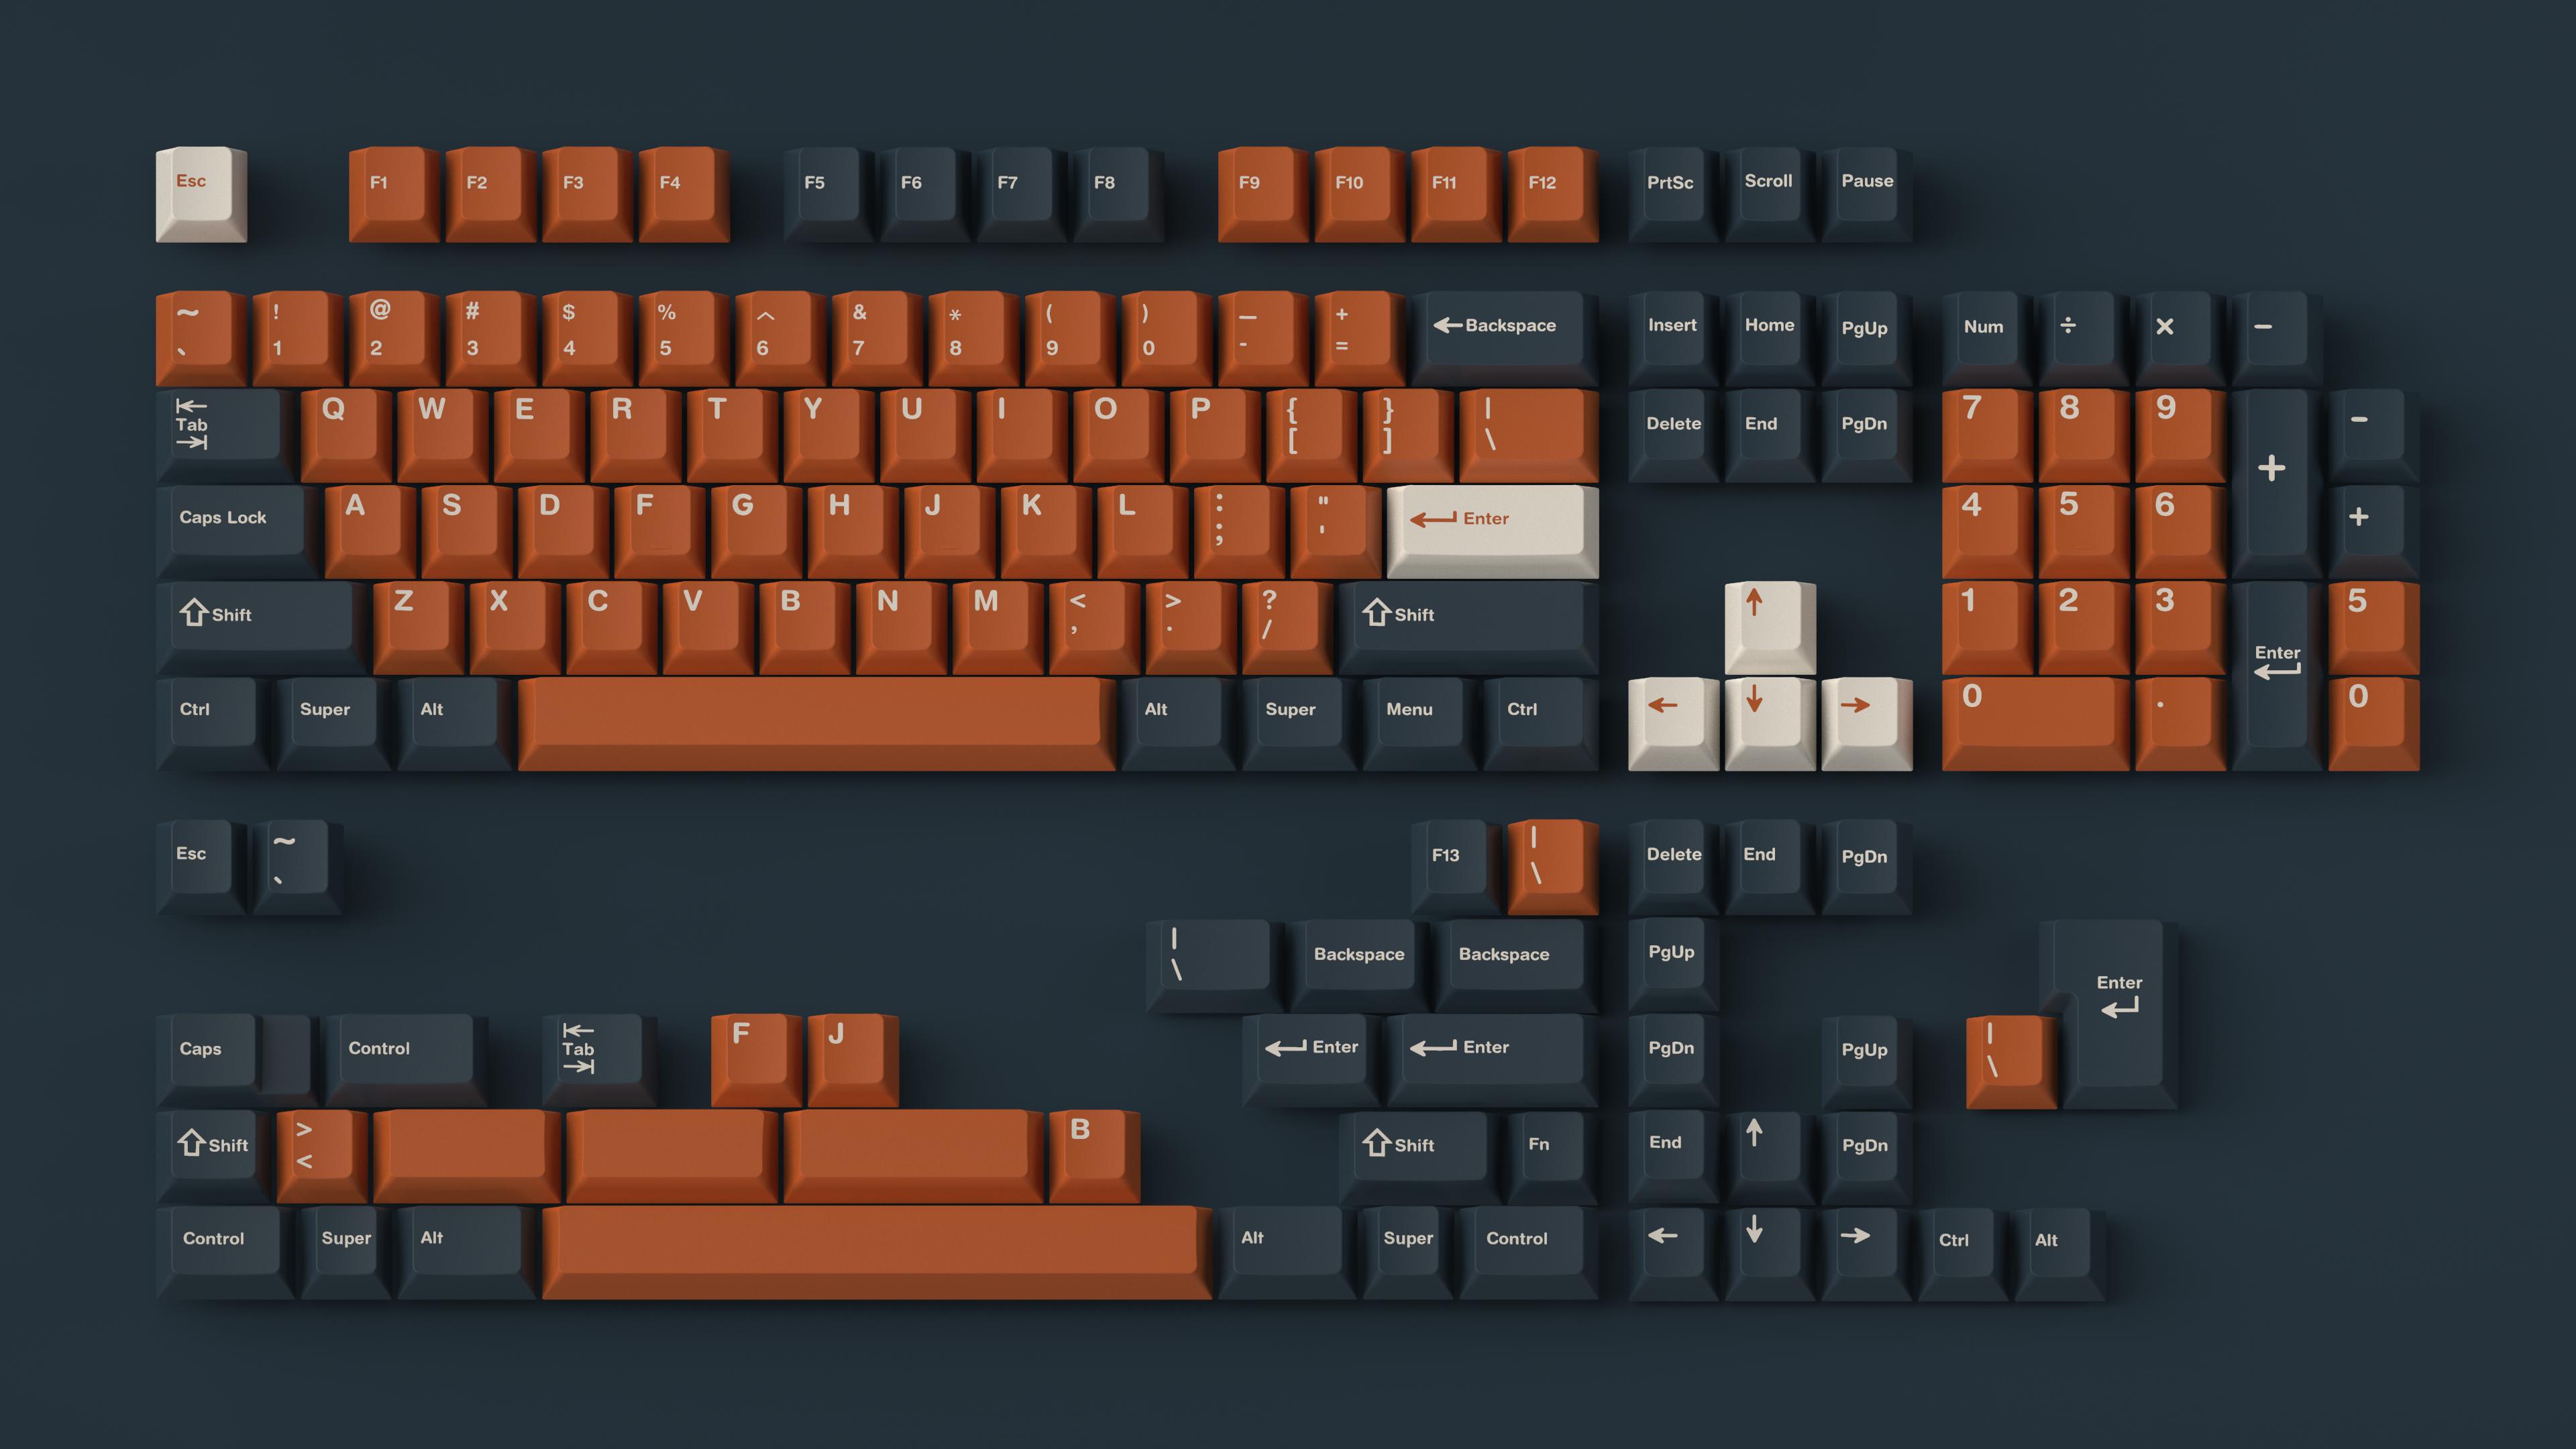 Esc F1 F2 F3 F4 F5 F6 F7 F8 F9 F10 F11 F12 PrtSc Scroll Pause
~ ! @ # $ % ^ & * ( ) — +
` 1 2 3 4 5 6 7 8 9 0 - = ← Backspace Insert Home PgUp Num ÷ × −
⇤ Tab ⇥ Q W E R T Y U I O P { [ } ] | \ Delete End PgDn 7 8 9 + −
Caps Lock A S D F G H J K L : ; " ' ↵ Enter 4 5 6 +
⇧ Shift Z X C V B N M < , > . ? / ⇧ Shift ↑ 1 2 3 Enter ↵ 5
Ctrl Super Alt Alt Super Menu Ctrl ← ↓ → 0 . 0
Esc ~ ` F13 | \ Delete End PgDn
| \ Backspace Backspace PgUp Enter ↵
Caps Control ⇤ Tab ⇥ F J ↵ Enter ↵ Enter PgDn PgUp | \
⇧ Shift > < B ⇧ Shift Fn End ↑ PgDn
Control Super Alt Alt Super Control ← ↓ → Ctrl Alt